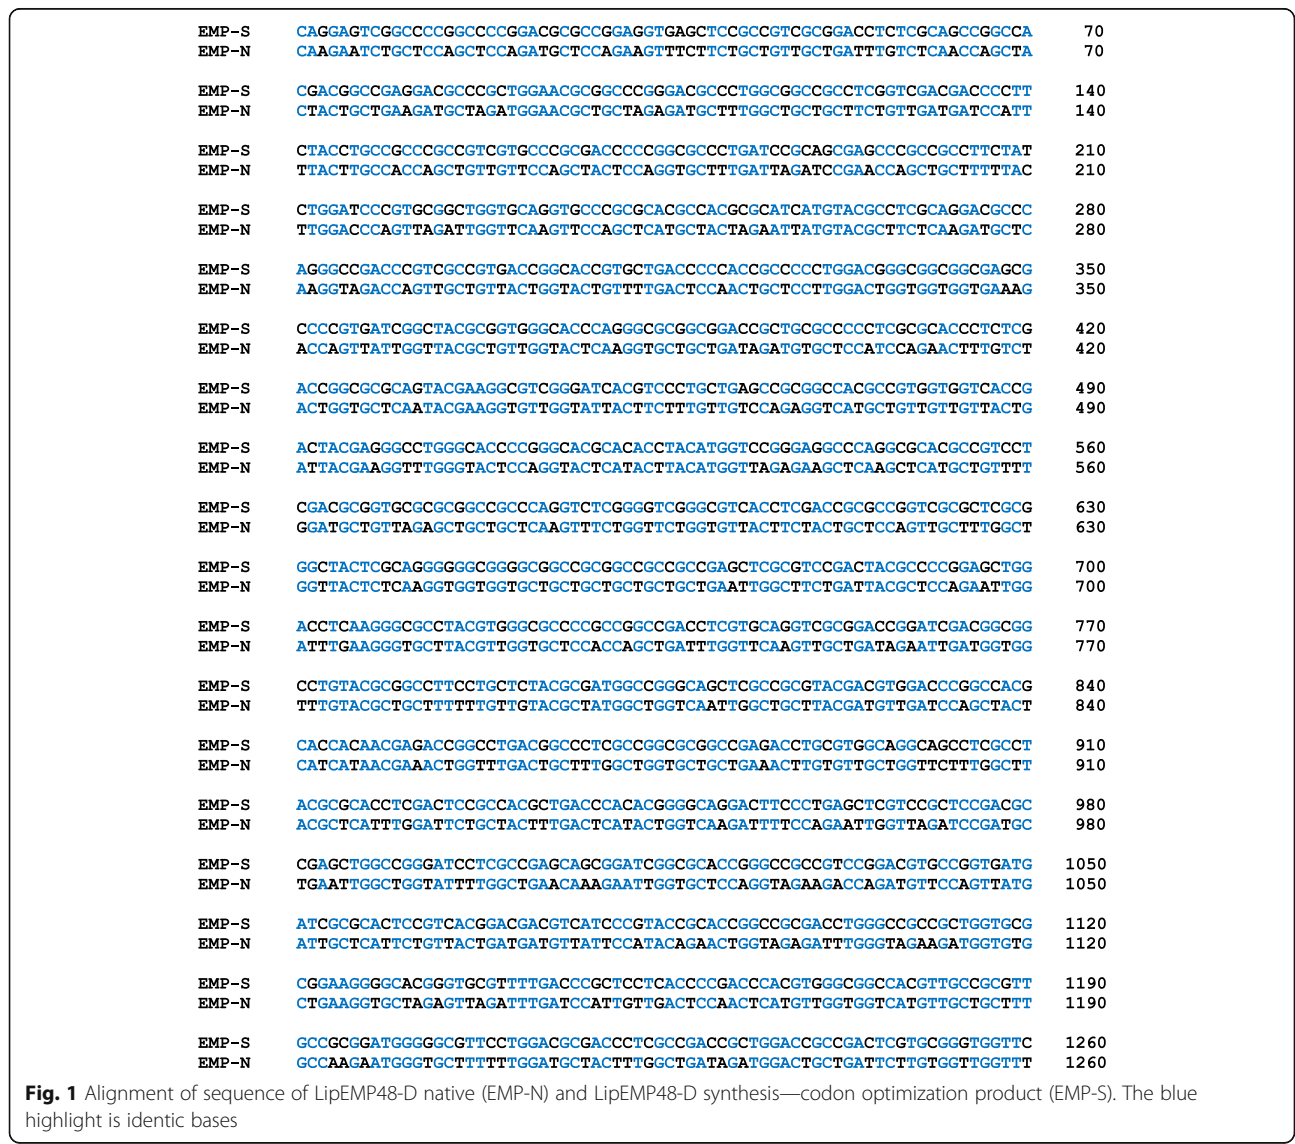 EMP-S CAGGAGTCGGCCCCGGCCCCGGACGCGCCGGAGGTGAGCTCCGCCGTCGCGGACCTCTCGCAGCCGGCCA 70
EMP-N CAAGAATCTGCTCCAGCTCCAGATGCTCCAGAAGTTTCTTCTGCTGTTGCTGATTTGTCTCAACCAGCTA 70
EMP-S CGACGGCCGAGGACGCCCGCTGGAACGCGGCCCGGGACGCCCTGGCGGCCGCCTCGGTCGACGACCCCTT 140
EMP-N CTACTGCTGAAGATGCTAGATGGAACGCTGCTAGAGATGCTTTGGCTGCTGCTTCTGTTGATGATCCATT 140
EMP-S CTACCTGCCGCCCGCCGTCGTGCCCGCGACCCCCGGCGCCCTGATCCGCAGCGAGCCCGCCGCCTTCTAT 210
EMP-N TTACTTGCCACCAGCTGTTGTTCCAGCTACTCCAGGTGCTTTGATTAGATCCGAACCAGCTGCTTTTTAC 210
EMP-S CTGGATCCCGTGCGGCTGGTGCAGGTGCCCGCGCACGCCACGCGCATCATGTACGCCTCGCAGGACGCCC 280
EMP-N TTGGACCCAGTTAGATTGGTTCAAGTTCCAGCTCATGCTACTAGAATTATGTACGCTTCTCAAGATGCTC 280
EMP-S AGGGCCGACCCGTCGCCGTGACCGGCACCGTGCTGACCCCCACCGCCCCCTGGACGGGCGGCGGCGAGCG 350
EMP-N AAGGTAGACCAGTTGCTGTTACTGGTACTGTTTTGACTCCAACTGCTCCTTGGACTGGTGGTGGTGAAAG 350
EMP-S CCCCGTGATCGGCTACGCGGTGGGCACCCAGGGCGCGGCGGACCGCTGCGCCCCCTCGCGCACCCTCTCG 420
EMP-N ACCAGTTATTGGTTACGCTGTTGGTACTCAAGGTGCTGCTGATAGATGTGCTCCATCCAGAACTTTGTCT 420
EMP-S ACCGGCGCGCAGTACGAAGGCGTCGGGATCACGTCCCTGCTGAGCCGCGGCCACGCCGTGGTGGTCACCG 490
EMP-N ACTGGTGCTCAATACGAAGGTGTTGGTATTACTTCTTTGTTGTCCAGAGGTCATGCTGTTGTTGTTACTG 490
EMP-S ACTACGAGGGCCTGGGCACCCCGGGCACGCACACCTACATGGTCCGGGAGGCCCAGGCGCACGCCGTCCT 560
EMP-N ATTACGAAGGTTTGGGTACTCCAGGTACTCATACTTACATGGTTAGAGAAGCTCAAGCTCATGCTGTTTT 560
EMP-S CGACGCGGTGCGCGCGGCCGCCCAGGTCTCGGGGTCGGGCGTCACCTCGACCGCGCCGGTCGCGCTCGCG 630
EMP-N GGATGCTGTTAGAGCTGCTGCTCAAGTTTCTGGTTCTGGTGTTACTTCTACTGCTCCAGTTGCTTTGGCT 630
EMP-S GGCTACTCGCAGGGGGGCGGGGCGGCCGCGGCCGCCGCCGAGCTCGCGTCCGACTACGCCCCGGAGCTGG 700
EMP-N GGTTACTCTCAAGGTGGTGGTGCTGCTGCTGCTGCTGCTGAATTGGCTTCTGATTACGCTCCAGAATTGG 700
EMP-S ACCTCAAGGGCGCCTACGTGGGCGCCCCGCCGGCCGACCTCGTGCAGGTCGCGGACCGGATCGACGGCGG 770
EMP-N ATTTGAAGGGTGCTTACGTTGGTGCTCCACCAGCTGATTTGGTTCAAGTTGCTGATAGAATTGATGGTGG 770
EMP-S CCTGTACGCGGCCTTCCTGCTCTACGCGATGGCCGGGCAGCTCGCCGCGTACGACGTGGACCCGGCCACG 840
EMP-N TTTGTACGCTGCTTTTTTGTTGTACGCTATGGCTGGTCAATTGGCTGCTTACGATGTTGATCCAGCTACT 840
EMP-S CACCACAACGAGACCGGCCTGACGGCCCTCGCCGGCGCGGCCGAGACCTGCGTGGCAGGCAGCCTCGCCT 910
EMP-N CATCATAACGAAACTGGTTTGACTGCTTTGGCTGGTGCTGCTGAAACTTGTGTTGCTGGTTCTTTGGCTT 910
EMP-S ACGCGCACCTCGACTCCGCCACGCTGACCCACACGGGGCAGGACTTCCCTGAGCTCGTCCGCTCCGACGC 980
EMP-N ACGCTCATTTGGATTCTGCTACTTTGACTCATACTGGTCAAGATTTTCCAGAATTGGTTAGATCCGATGC 980
EMP-S CGAGCTGGCCGGGATCCTCGCCGAGCAGCGGATCGGCGCACCGGGCCGCCGTCCGGACGTGCCGGTGATG 1050
EMP-N TGAATTGGCTGGTATTTTGGCTGAACAAAGAATTGGTGCTCCAGGTAGAAGACCAGATGTTCCAGTTATG 1050
EMP-S ATCGCGCACTCCGTCACGGACGACGTCATCCCGTACCGCACCGGCCGCGACCTGGGCCGCCGCTGGTGCG 1120
EMP-N ATTGCTCATTCTGTTACTGATGATGTTATTCCATACAGAACTGGTAGAGATTTGGGTAGAAGATGGTGTG 1120
EMP-S CGGAAGGGGCACGGGTGCGTTTTGACCCGCTCCTCACCCCGACCCACGTGGGCGGCCACGTTGCCGCGTT 1190
EMP-N CTGAAGGTGCTAGAGTTAGATTTGATCCATTGTTGACTCCAACTCATGTTGGTGGTCATGTTGCTGCTTT 1190
EMP-S GCCGCGGATGGGGGCGTTCCTGGACGCGACCCTCGCCGACCGCTGGACCGCCGACTCGTGCGGGTGGTTC 1260
EMP-N GCCAAGAATGGGTGCTTTTTTGGATGCTACTTTGGCTGATAGATGGACTGCTGATTCTTGTGGTTGGTTT 1260
Fig. 1 Alignment of sequence of LipEMP48-D native (EMP-N) and LipEMP48-D synthesis—codon optimization product (EMP-S). The blue
highlight is identic bases